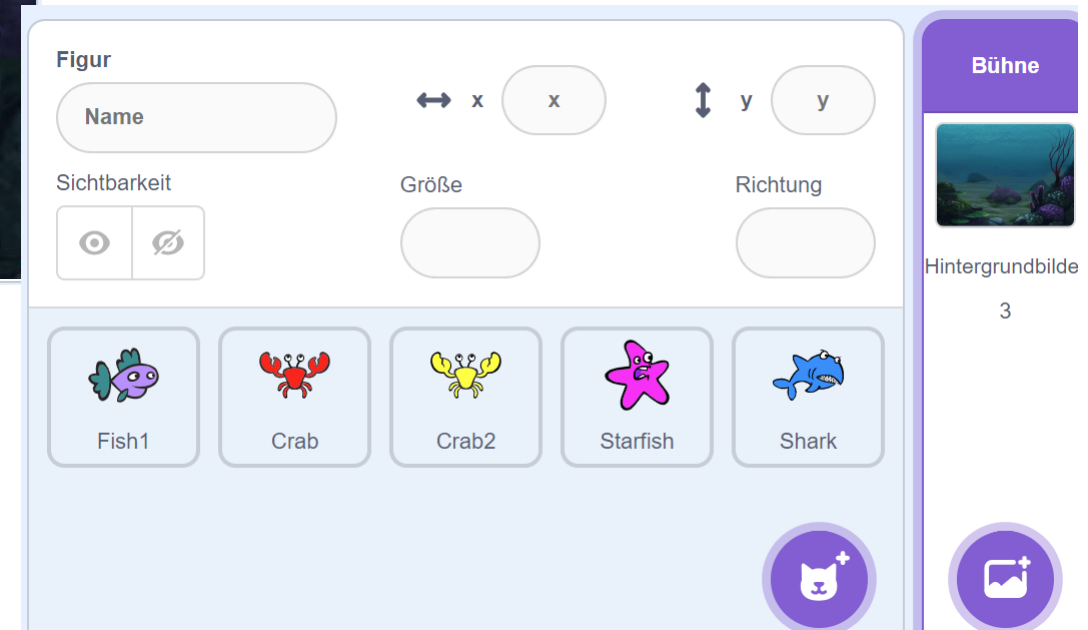 Figur
Name
x
x
y
y
Sichtbarkeit
Größe
Richtung
Fish1
Crab
Crab2
Starfish
Shark
Bühne
Hintergrundbilde
3